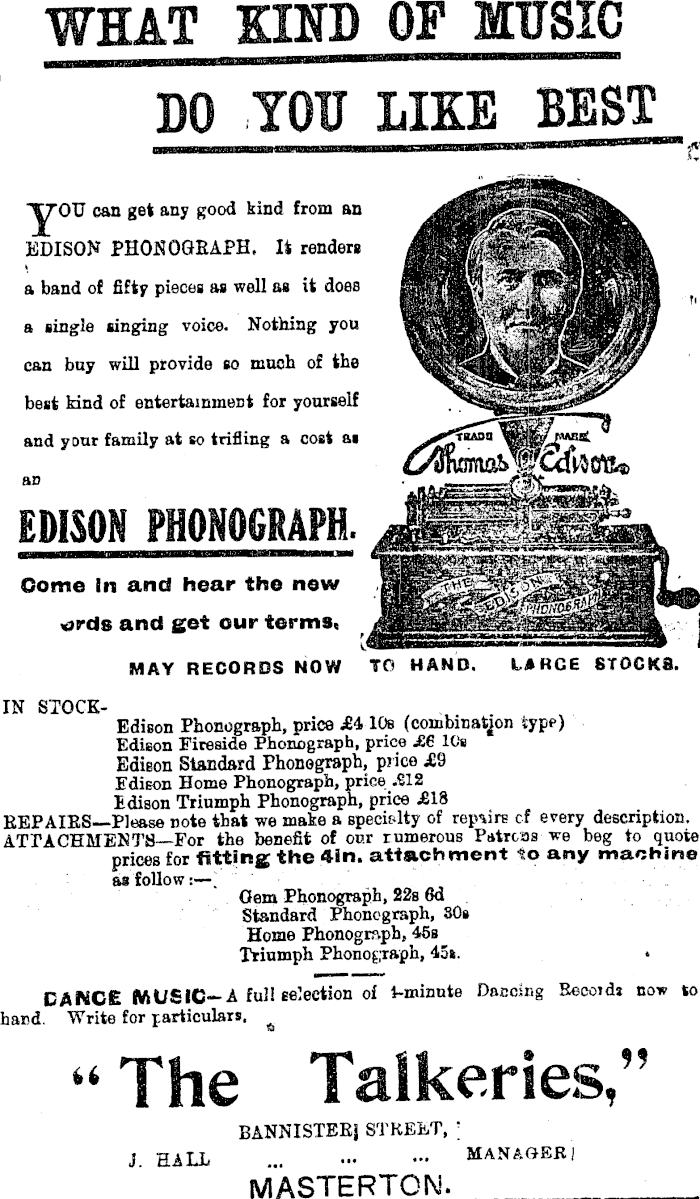 WHAT KIND OF MUSIC
DO YOU LIKE BEST
YOU can get any good kind from an
EDISON PHONOGRAPH. It renders
a band of fifty pieces as well as it does
a single singing voice. Nothing you
can buy will provide so much of the
best kind of entertainment for yourself
and your family at so trifling a cost as
an
EDISON PHONOGRAPH.
Come in and hear the new
ords and get our terms.
TRADE MARK
Thomas Edison
THE EDISON PHONOGRAPH
MAY RECORDS NOW TO HAND. LARGE STOCKS.
IN STOCK-
Edison Phonograph, price £4 10s (combination type)
Edison Fireside Phonograph, price £6 10s
Edison Standard Phonograph, price £9
Edison Home Phonograph, price £12
Edison Triumph Phonograph, price £18
REPAIRS—Please note that we make a specialty of repairs of every description.
ATTACHMENTS—For the benefit of our numerous Patrons we beg to quote
prices for fitting the 4in. attachment to any machine
as follow:—
Gem Phonograph, 22s 6d
Standard Phonograph, 30s
Home Phonograph, 45s
Triumph Phonograph, 45s.
DANCE MUSIC—A full selection of 4-minute Dancing Records now to
hand. Write for particulars.
"The Talkeries,"
BANNISTER STREET,
J. HALL ... ... ... MANAGER
MASTERTON.